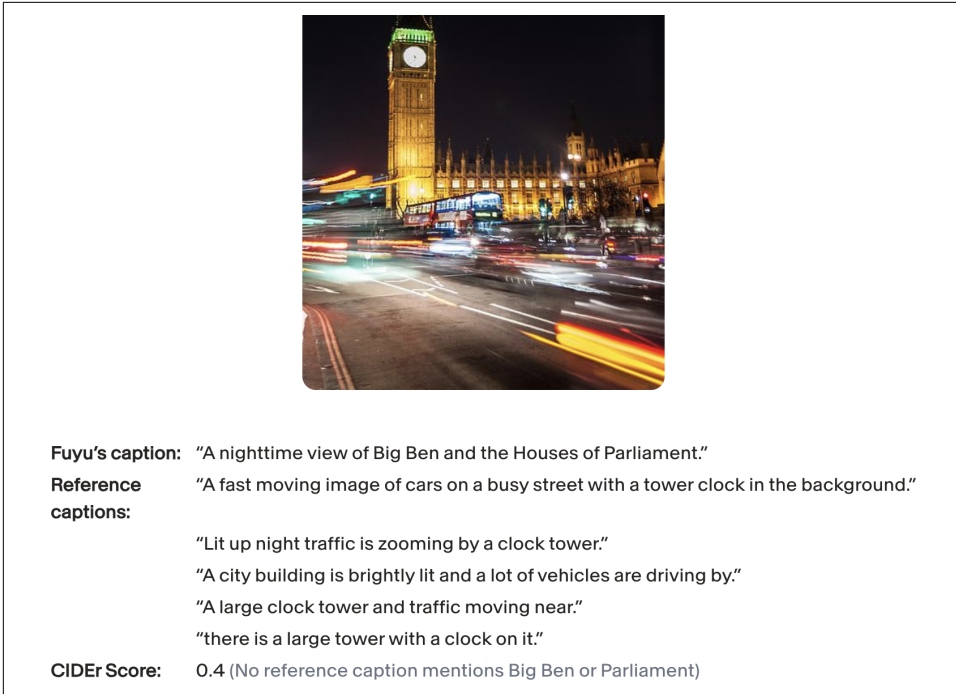 Fuyu's caption: “A nighttime view of Big Ben and the Houses of Parliament.”
Reference captions: “A fast moving image of cars on a busy street with a tower clock in the background.”
“Lit up night traffic is zooming by a clock tower.”
“A city building is brightly lit and a lot of vehicles are driving by.”
“A large clock tower and traffic moving near.”
“there is a large tower with a clock on it.”
CIDEr Score: 0.4 (No reference caption mentions Big Ben or Parliament)